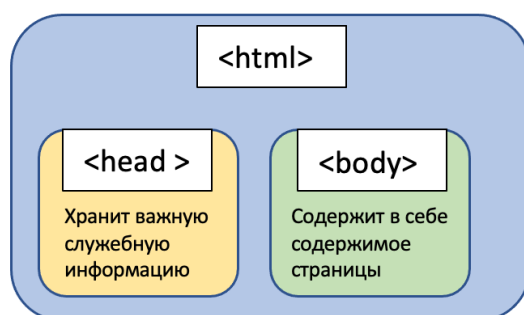 <html>
<head >
Хранит важную
служебную
информацию
<body>
Содержит в себе
содержимое
страницы